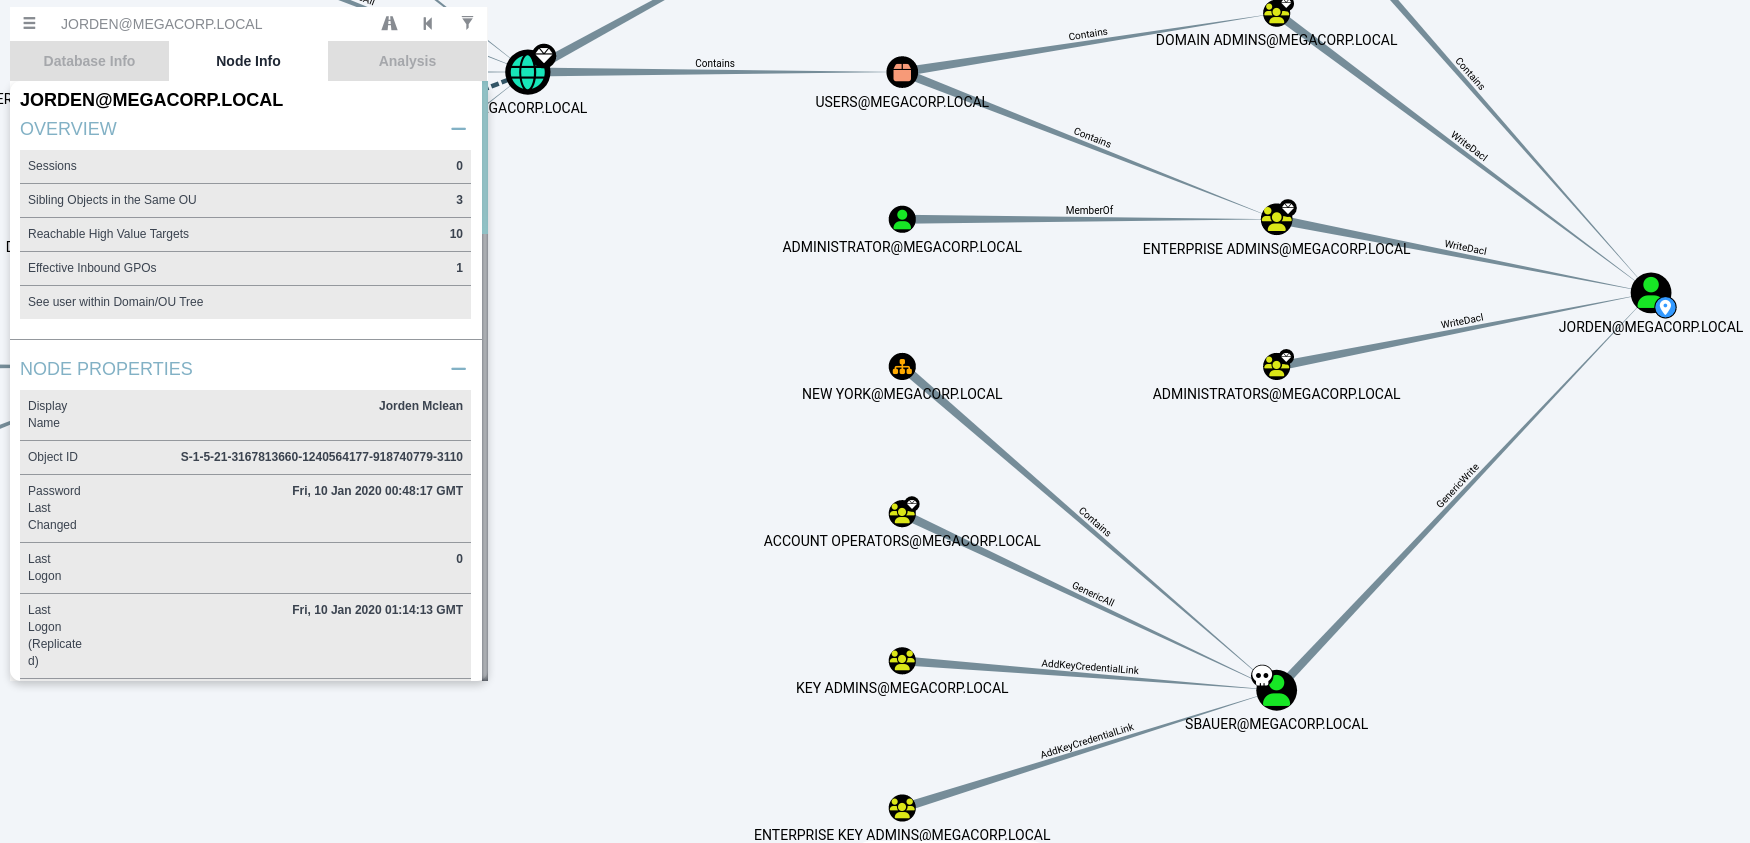 JORDEN@MEGACORP.LOCAL
Database Info
Node Info
Analysis
JORDEN@MEGACORP.LOCAL
OVERVIEW
Sessions 0
Sibling Objects in the Same OU 3
Reachable High Value Targets 10
Effective Inbound GPOs 1
See user within Domain/OU Tree
NODE PROPERTIES
Display Jorden Mclean
Name
Object ID S-1-5-21-3167813660-1240564177-918740779-3110
Password Fri, 10 Jan 2020 00:48:17 GMT
Last
Changed
Last 0
Logon
Last Fri, 10 Jan 2020 01:14:13 GMT
Logon
(Replicate
d)
GACORP.LOCAL
Contains
USERS@MEGACORP.LOCAL
Contains
DOMAIN ADMINS@MEGACORP.LOCAL
Contains
WriteDacl
Contains
ADMINISTRATOR@MEGACORP.LOCAL
MemberOf
ENTERPRISE ADMINS@MEGACORP.LOCAL
WriteDacl
JORDEN@MEGACORP.LOCAL
WriteDacl
ADMINISTRATORS@MEGACORP.LOCAL
NEW YORK@MEGACORP.LOCAL
Contains
GenericWrite
ACCOUNT OPERATORS@MEGACORP.LOCAL
GenericAll
KEY ADMINS@MEGACORP.LOCAL
AddKeyCredentialLink
SBAUER@MEGACORP.LOCAL
AddKeyCredentialLink
ENTERPRISE KEY ADMINS@MEGACORP.LOCAL